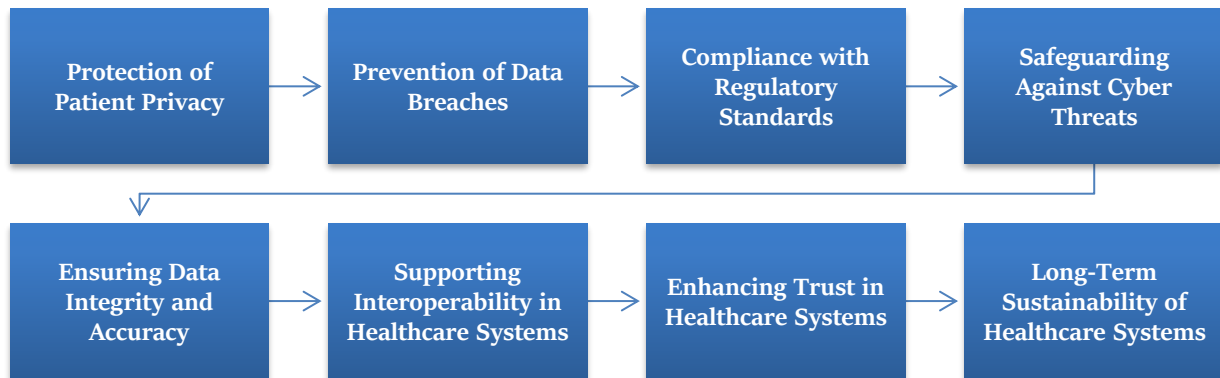 Protection of
Patient Privacy
Prevention of Data
Breaches
Compliance with
Regulatory
Standards
Safeguarding
Against Cyber
Threats
Ensuring Data
Integrity and
Accuracy
Supporting
Interoperability in
Healthcare Systems
Enhancing Trust in
Healthcare Systems
Long-Term
Sustainability of
Healthcare Systems